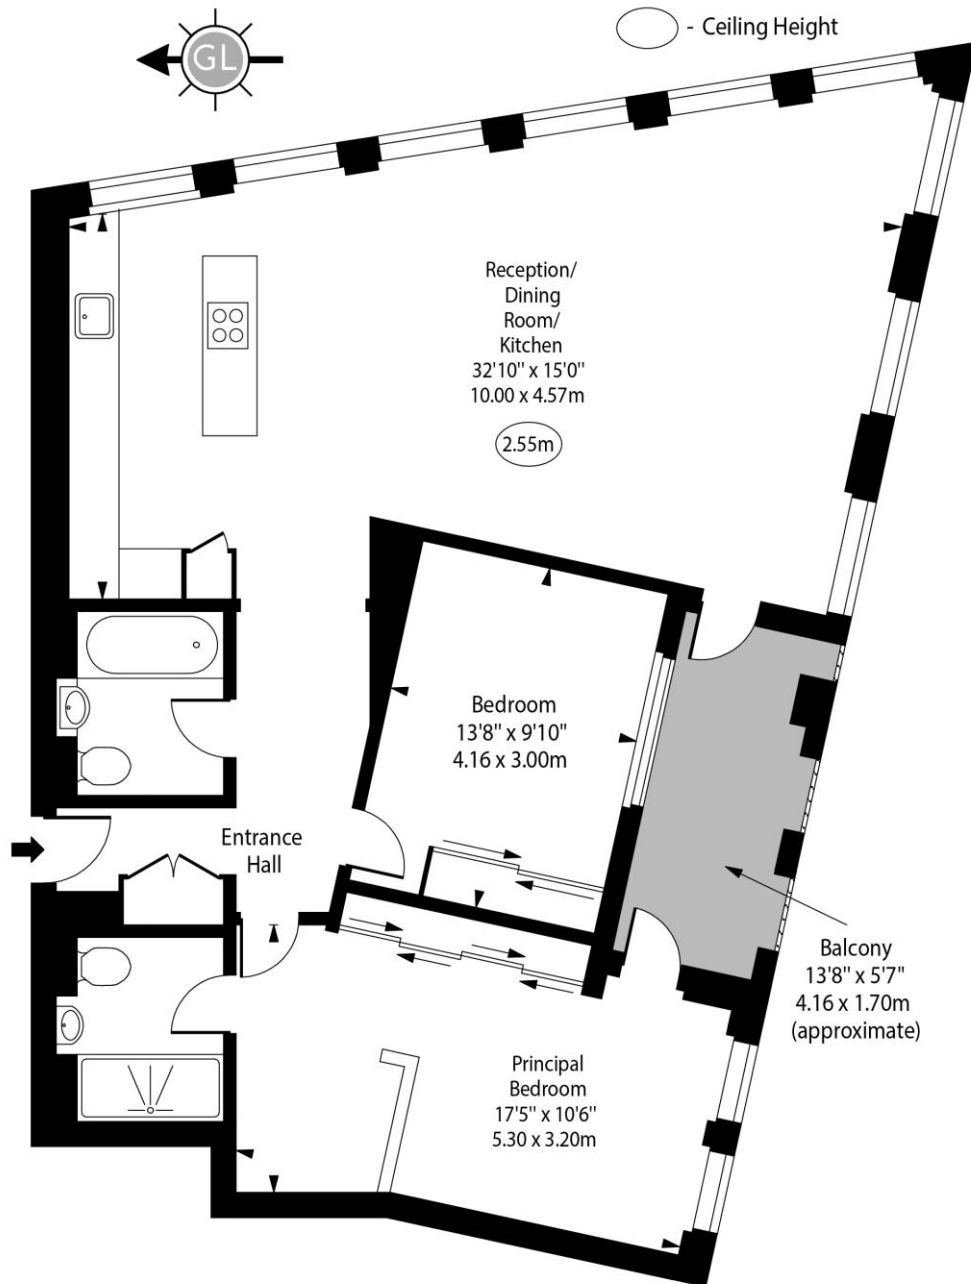 GL
- Ceiling Height
Reception/
Dining
Room/
Kitchen
32'10" x 15'0"
10.00 x 4.57m
2.55m
Bedroom
13'8" x 9'10"
4.16 x 3.00m
Entrance
Hall
Balcony
13'8" x 5'7"
4.16 x 1.70m
(approximate)
Principal
Bedroom
17'5" x 10'6"
5.30 x 3.20m